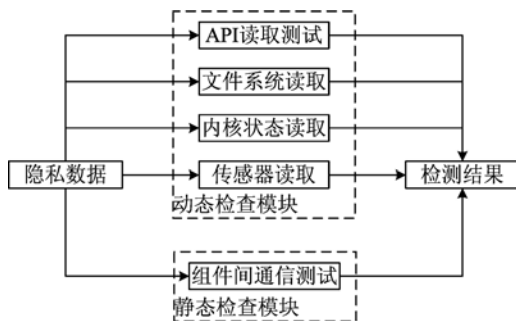 API读取测试
文件系统读取
内核状态读取
隐私数据
传感器读取
检测结果
动态检查模块
组件间通信测试
静态检查模块